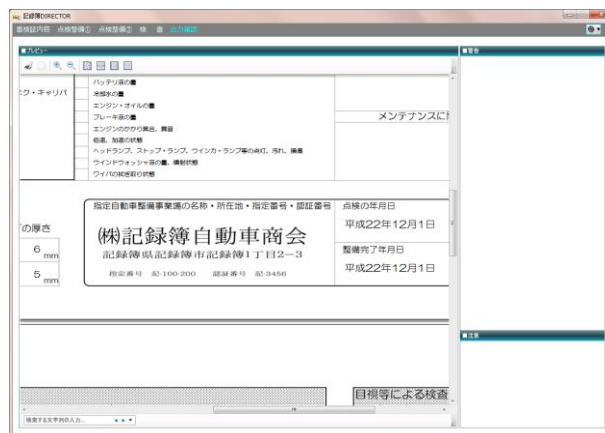 記録簿DIRECTOR
車検証内容 点検整備① 点検整備② 検 査 出力確認
■プレビュー
■警告
スク・キャリパ
バッテリ液の量
冷却水の量
エンジン・オイルの量
ブレーキ液の量
エンジンのかかり具合、異音
低速、加速の状態
ヘッドランプ、ストップ・ランプ、ウインカ・ランプ等の点灯、汚れ、損傷
ウインドウォッシャ液の量、噴射状態
ワイパの拭き取り状態
メンテナンスに
の厚さ
6 mm
5 mm
指定自動車整備事業場の名称・所在地・指定番号・認証番号
㈱記録簿自動車商会
記録簿県記録簿市記録簿1丁目2-3
指定番号 記-100-200 認証番号 記-3456
点検の年月日
平成22年12月1日
整備完了年月日
平成22年12月1日
■注意
目視等による検査
検索する文字列の入力...